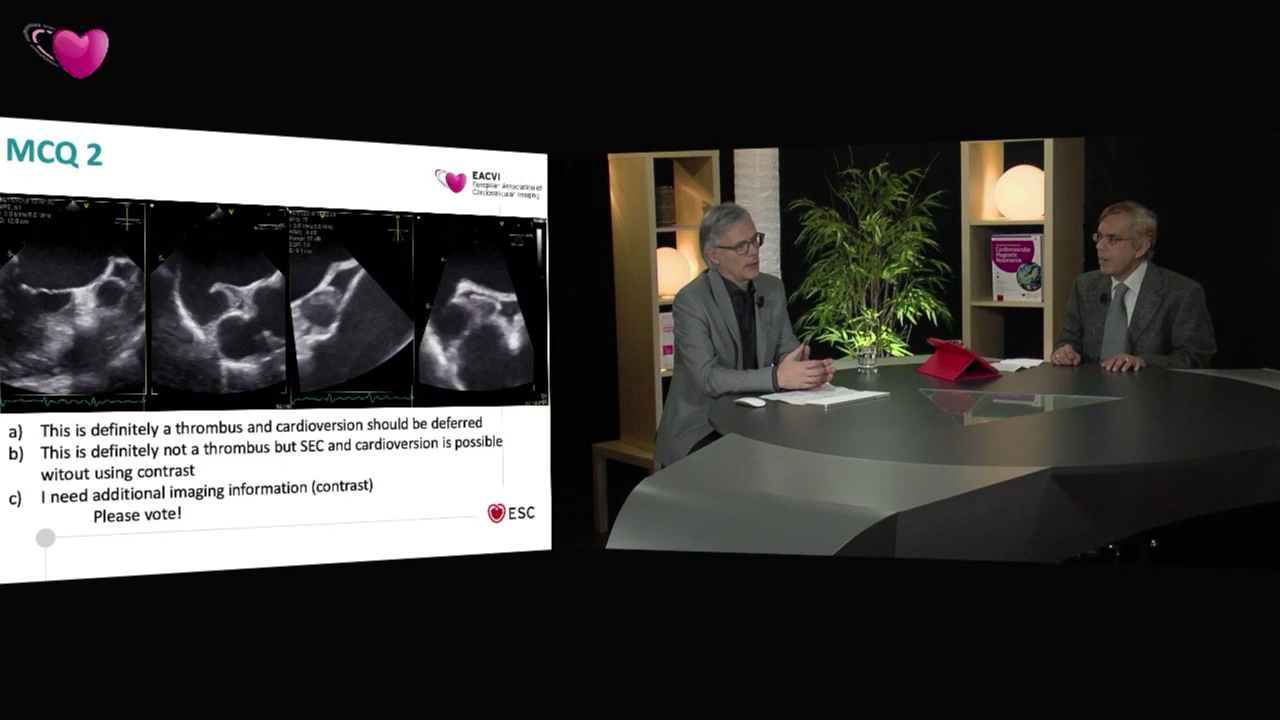 MCQ 2
EACVI
European Association of
Cardiovascular Imaging
a) This is definitely a thrombus and cardioversion should be deferred
b) This is definitely not a thrombus but SEC and cardioversion is possible
witout using contrast
c) I need additional imaging information (contrast)
Please vote!
ESC
Cardiovascular
Magnetic
Resonance